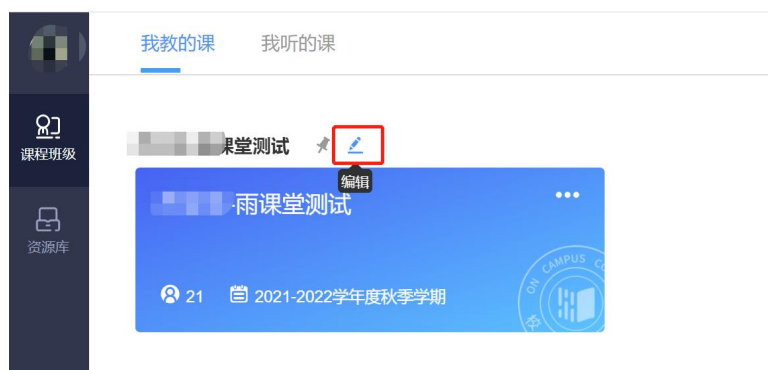 我教的课 我听的课
课程班级
课堂测试
编辑
雨课堂测试
21 2021-2022学年度秋季学期
资源库
ON CAMPUS